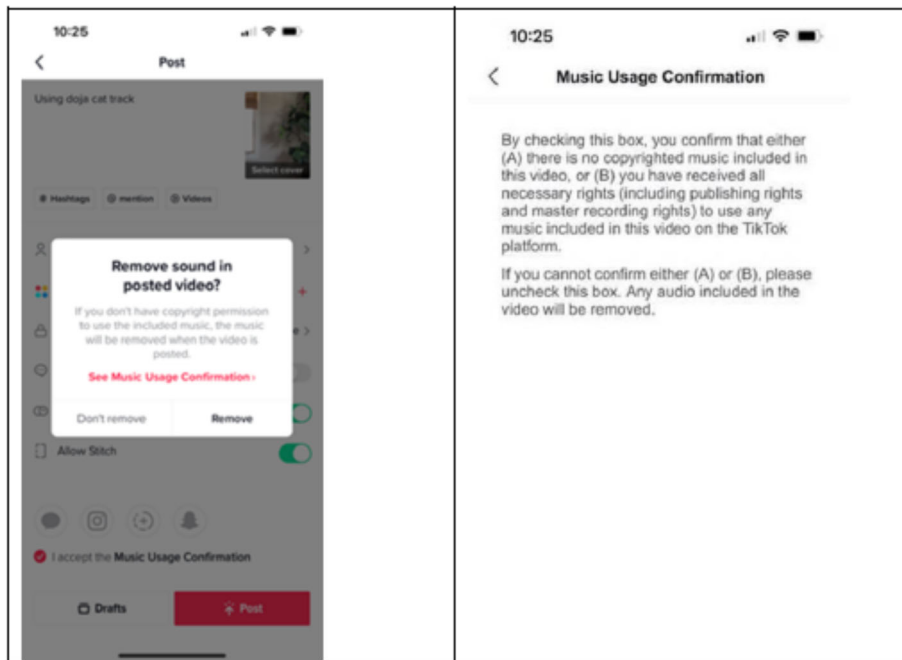 10:25
Post
Using doja cat track
Select cover
# Hashtags @ mention Videos
Remove sound in
posted video?
If you don't have copyright permission
to use the included music, the music
will be removed when the video is
posted.
See Music Usage Confirmation ›
Don't remove Remove
Allow Stitch
I accept the Music Usage Confirmation
Drafts Post
10:25
Music Usage Confirmation
By checking this box, you confirm that either
(A) there is no copyrighted music included in
this video, or (B) you have received all
necessary rights (including publishing rights
and master recording rights) to use any
music included in this video on the TikTok
platform.
If you cannot confirm either (A) or (B), please
uncheck this box. Any audio included in the
video will be removed.